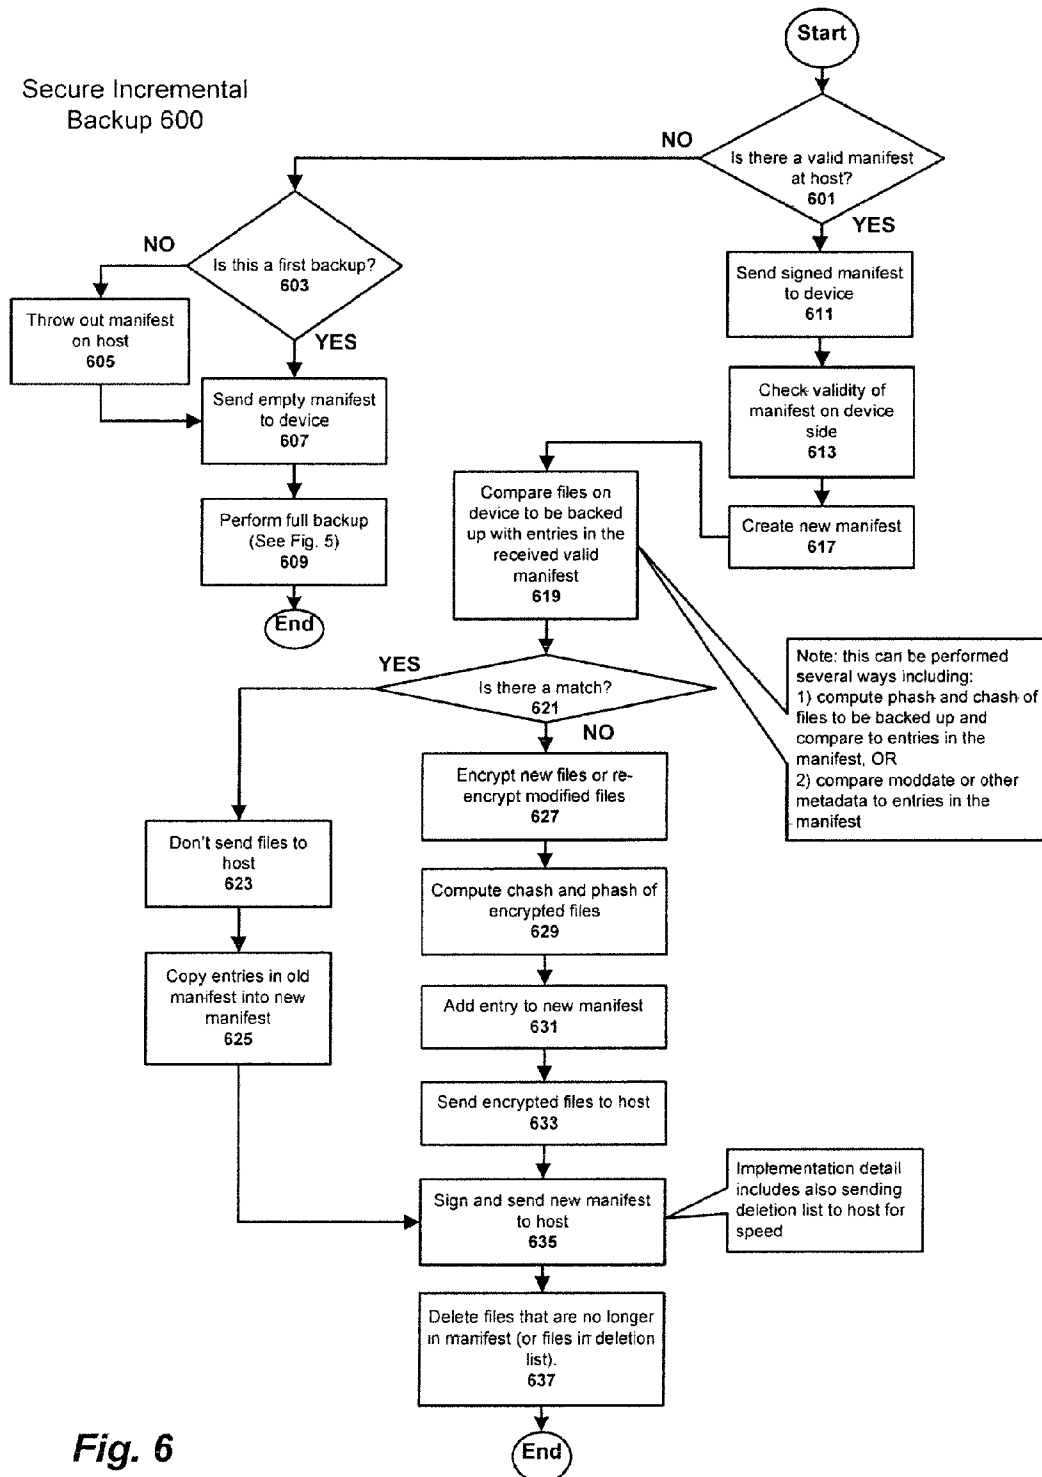 Start
Secure Incremental
Backup 600
NO
Is there a valid manifest
at host?
601
YES
NO
Is this a first backup?
603
Send signed manifest
to device
611
Throw out manifest
on host
605
YES
Send empty manifest
to device
607
Check validity of
manifest on device
side
613
Compare files on
device to be backed
up with entries in the
received valid
manifest
619
Perform full backup
(See Fig. 5)
609
Create new manifest
617
End
Note: this can be performed
several ways including:
1) compute phash and chash of
files to be backed up and
compare to entries in the
manifest, OR
2) compare moddate or other
metadata to entries in the
manifest
YES
Is there a match?
621
NO
Encrypt new files or re-
encrypt modified files
627
Don't send files to
host
623
Compute chash and phash of
encrypted files
629
Copy entries in old
manifest into new
manifest
625
Add entry to new manifest
631
Send encrypted files to host
633
Sign and send new manifest
to host
635
Implementation detail
includes also sending
deletion list to host for
speed
Delete files that are no longer
in manifest (or files in deletion
list).
637
End
Fig. 6